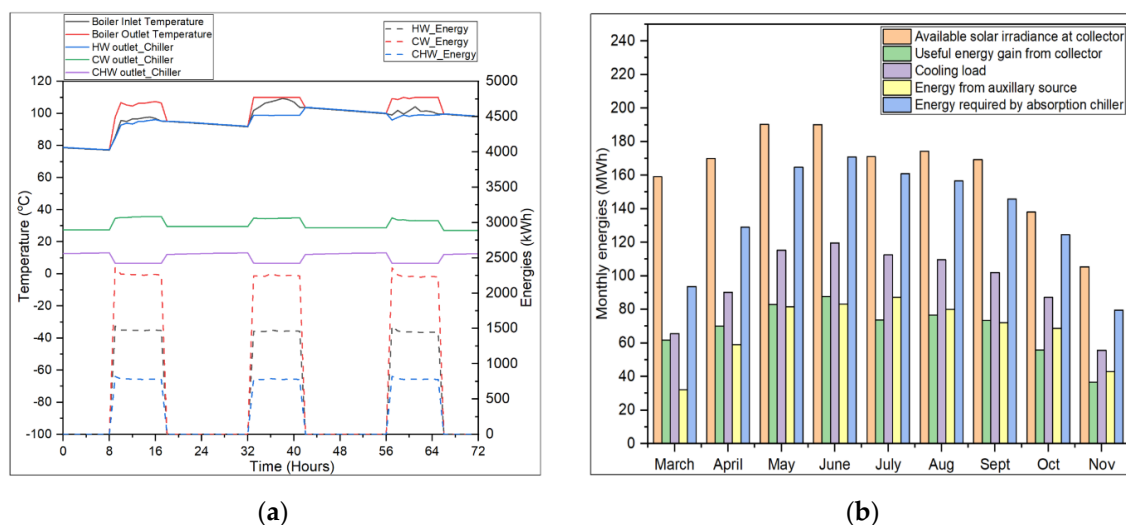 Boiler Inlet Temperature
Boiler Outlet Temperature
HW outlet_Chiller
CW outlet_Chiller
CHW outlet_Chiller
HW_Energy
CW_Energy
CHW_Energy
120
100
80
60
40
20
0
-20
-40
-60
-80
-100
Temperature (°C)
5000
4500
4000
3500
3000
2500
2000
1500
1000
500
0
Energies (kWh)
0 8 16 24 32 40 48 56 64 72
Time (Hours)
(a)
Available solar irradiance at collector
Useful energy gain from collector
Cooling load
Energy from auxillary source
Energy required by absorption chiller
240
220
200
180
160
140
120
100
80
60
40
20
0
Monthly energies (MWh)
March April May June July Aug Sept Oct Nov
(b)